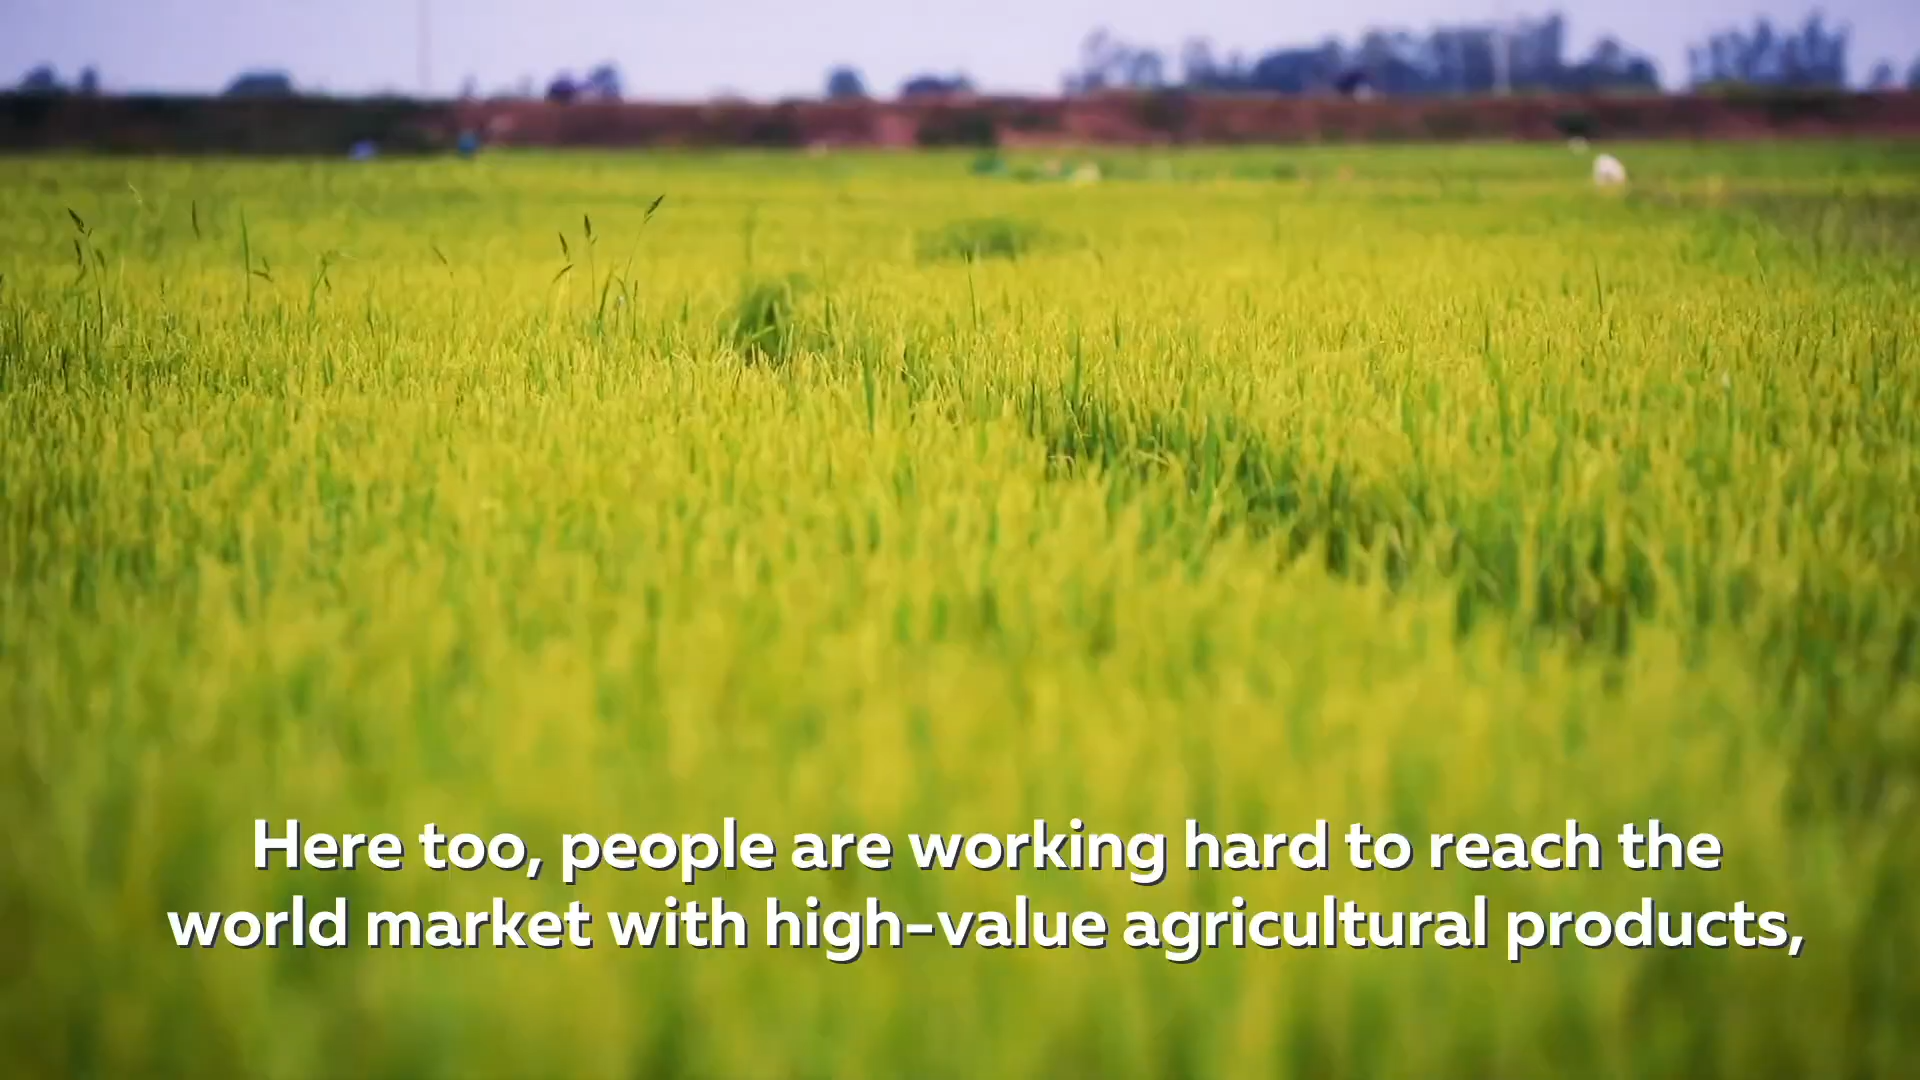 Here too, people are working hard to reach the
world market with high-value agricultural products,